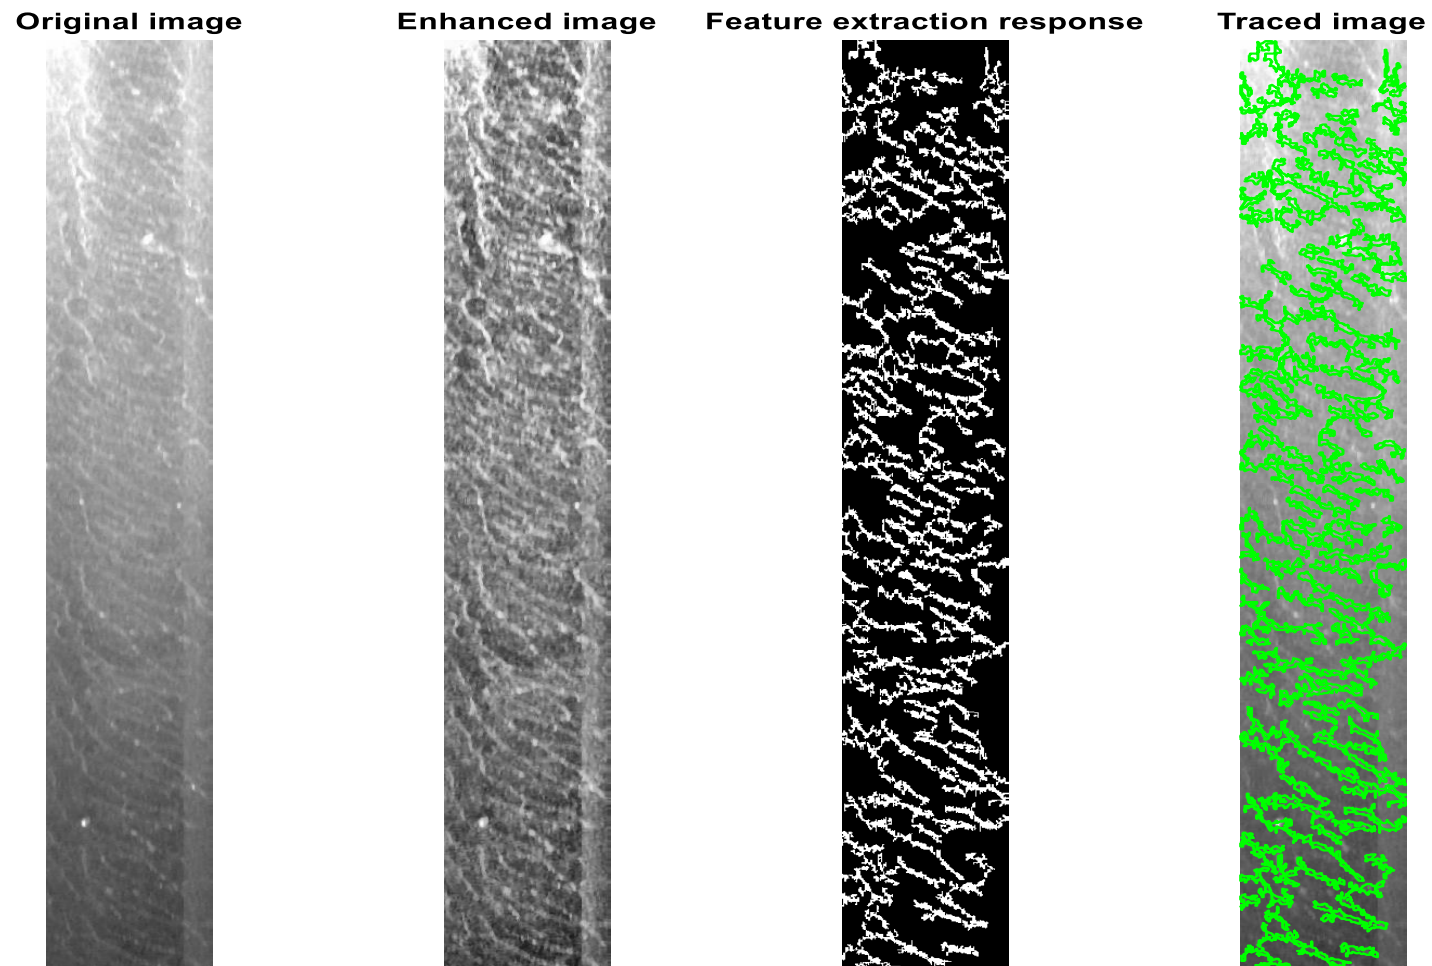 Original image
Enhanced image
Feature extraction response
Traced image